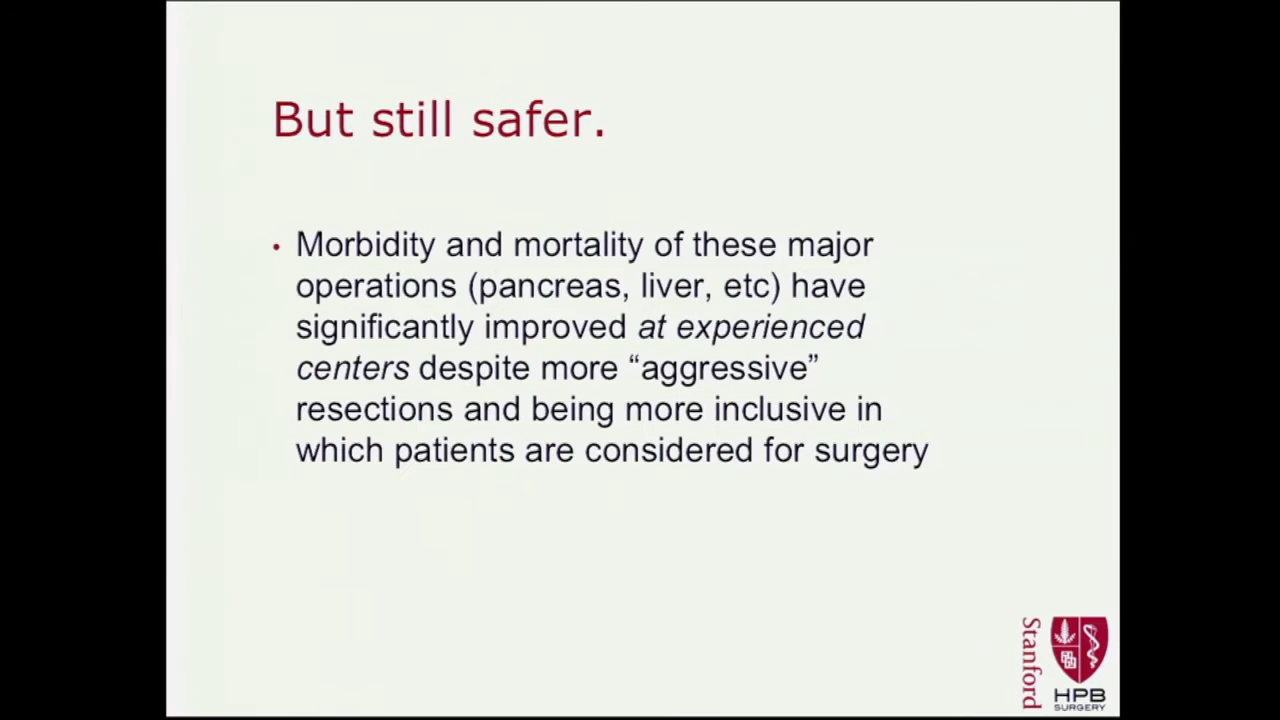 But still safer.
• Morbidity and mortality of these major
operations (pancreas, liver, etc) have
significantly improved at experienced
centers despite more “aggressive”
resections and being more inclusive in
which patients are considered for surgery
Stanford
HPB
SURGERY